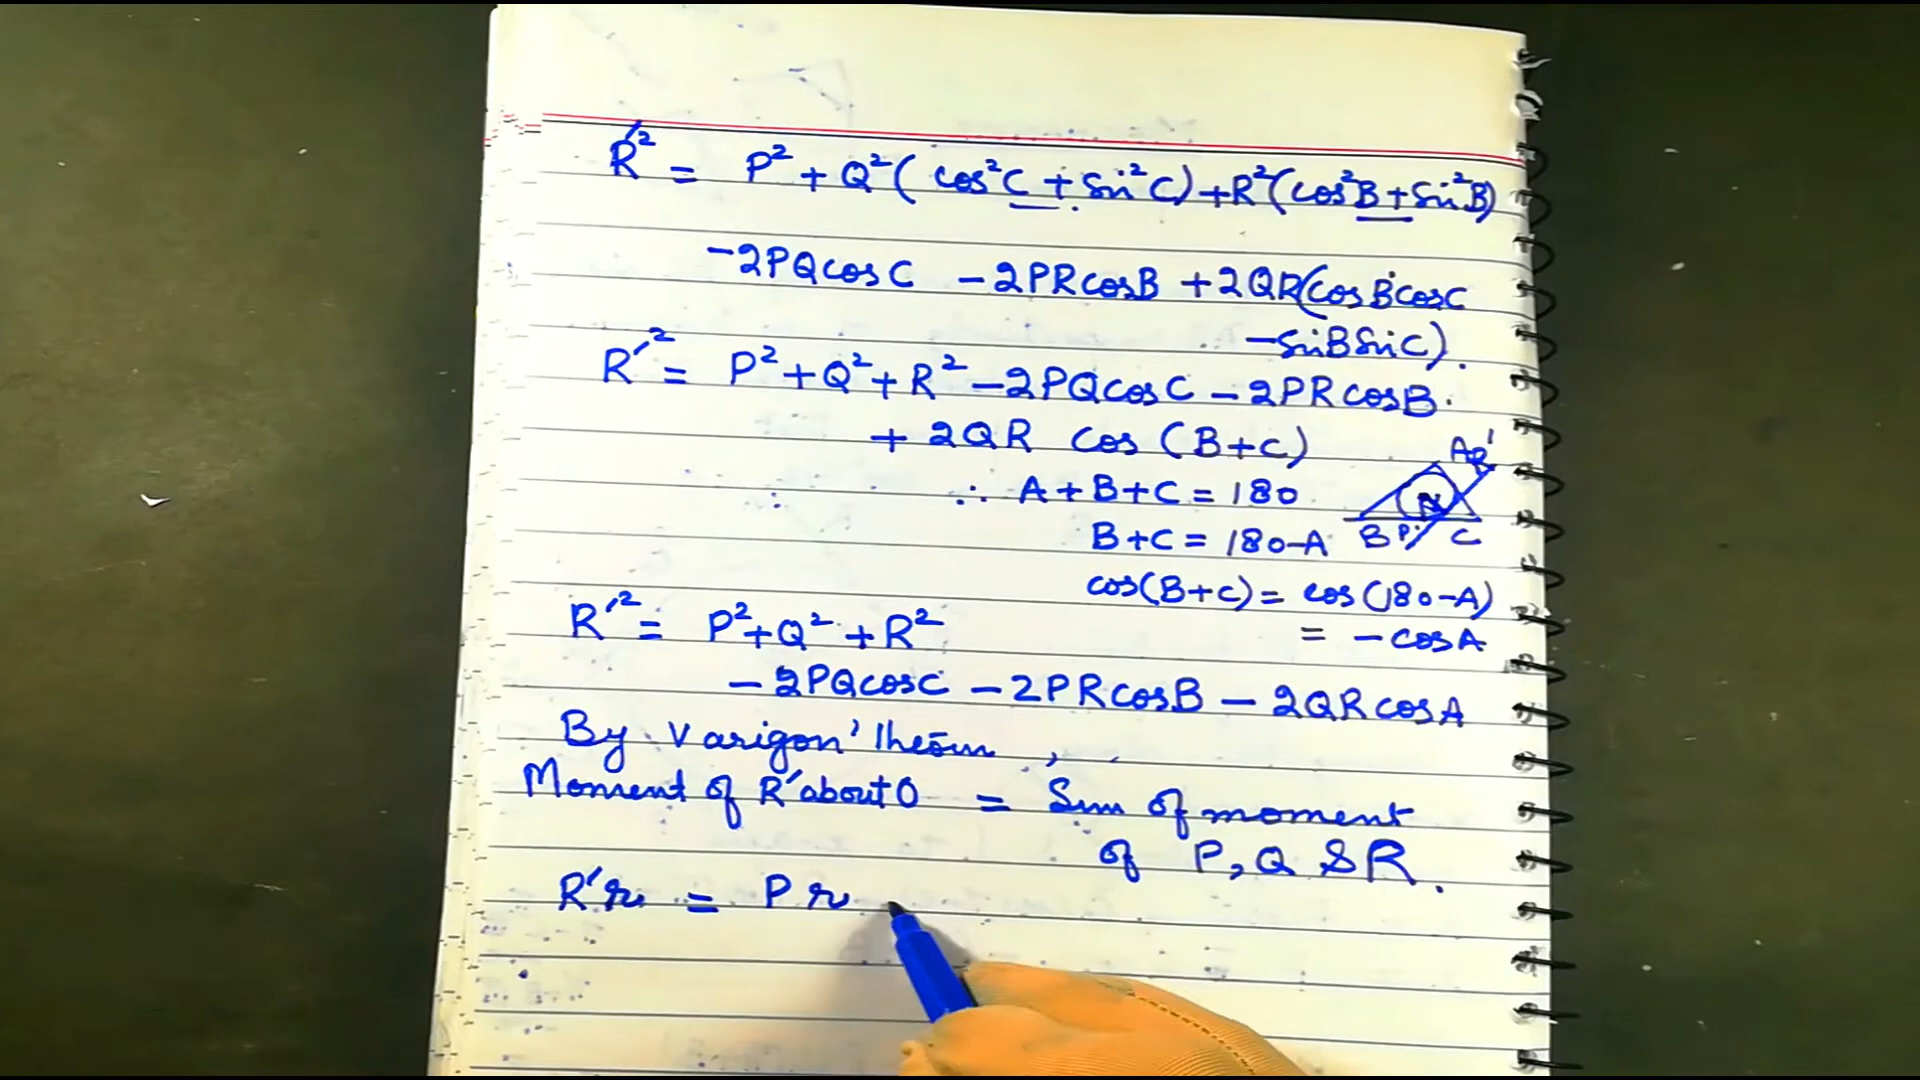 R'² = P² + Q²(cos²C + sin²C) + R²(cos²B + sin²B)
-2PQcosC - 2PRcosB + 2QR(cosBcosC
- sinBsinC).
R'² = P² + Q² + R² - 2PQcosC - 2PRcosB.
+ 2QR cos (B+C)
∴ A+B+C = 180
B+C = 180-A
cos(B+C) = cos(180-A)
= -cosA
A R'
B P C
R'² = P² + Q² + R²
- 2PQcosC - 2PRcosB - 2QRcosA
By Varigon' Theorem,
Moment of R' about O = Sum of moment
of P, Q & R.
R'r = Pr